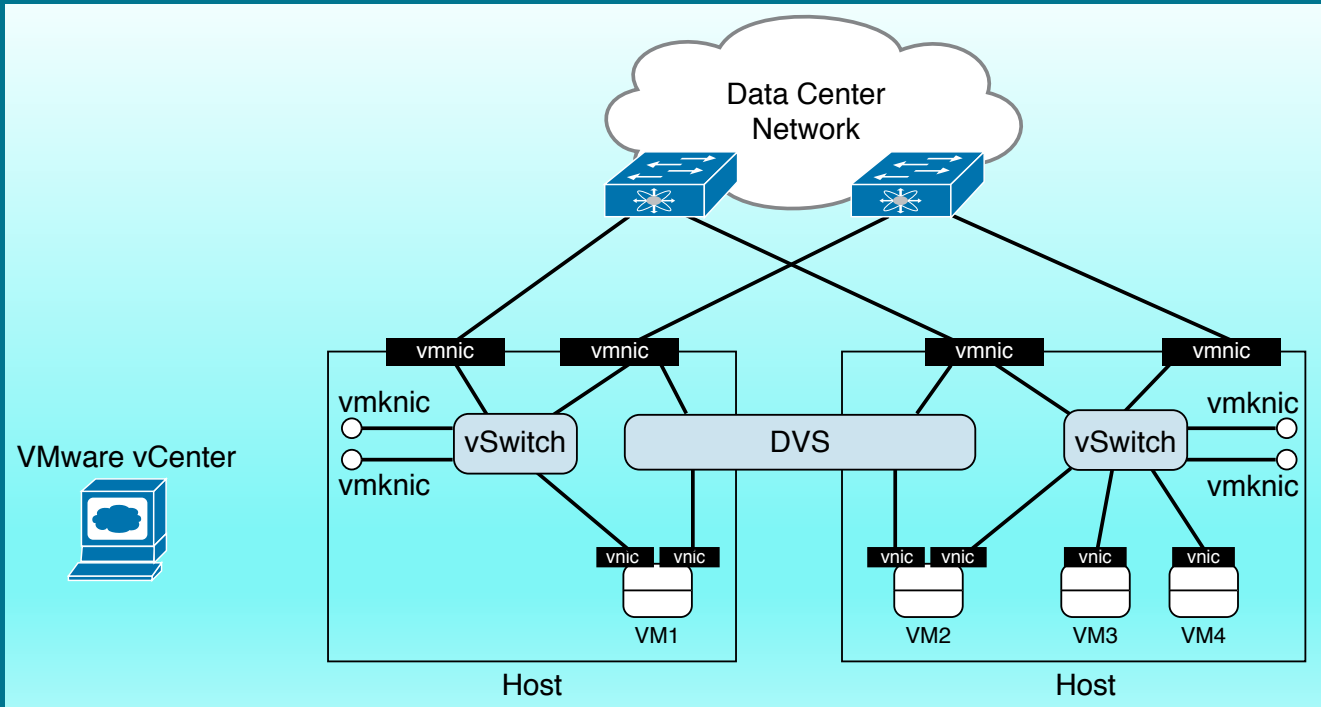 Data Center
Network
vmnic
vmnic
vmnic
vmnic
vmknic
vmknic
vSwitch
DVS
vSwitch
VMware vCenter
vmknic
vmknic
vnic
vnic
vnic
vnic
vnic
vnic
VM1
VM2
VM3
VM4
Host
Host